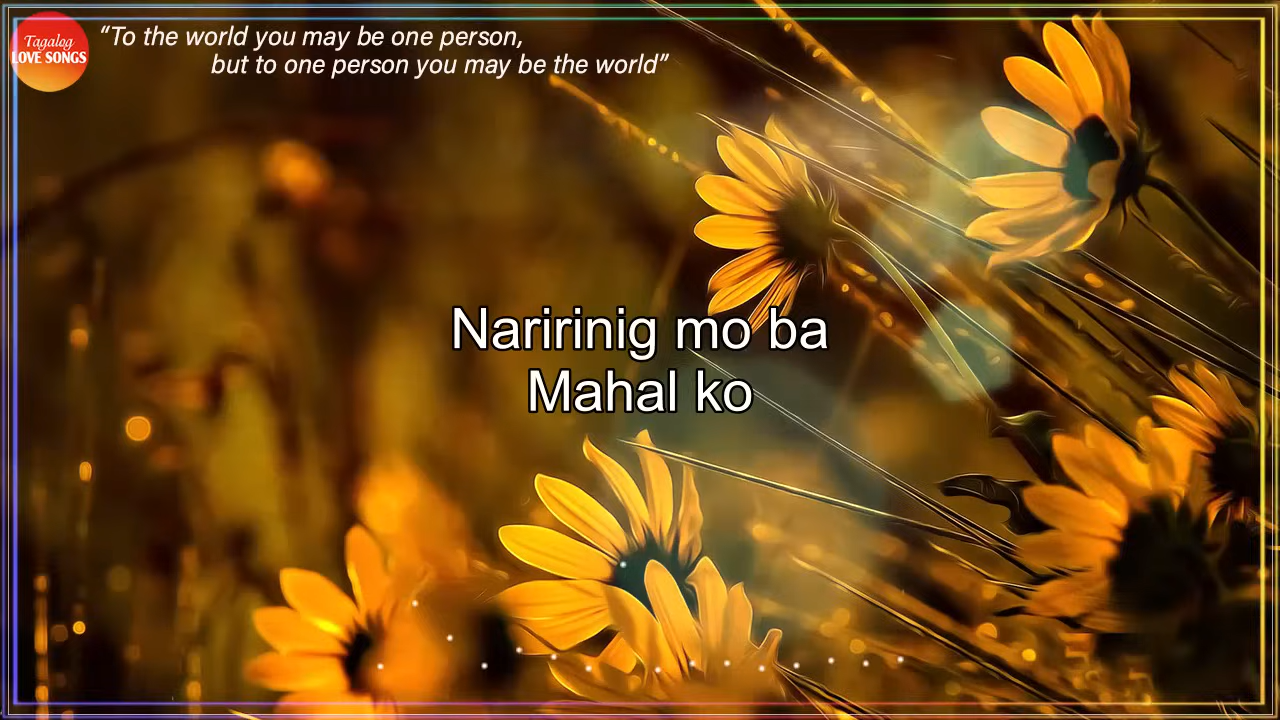 Tagalog
LOVE SONGS
“To the world you may be one person,
but to one person you may be the world”
Naririnig mo ba
Mahal ko